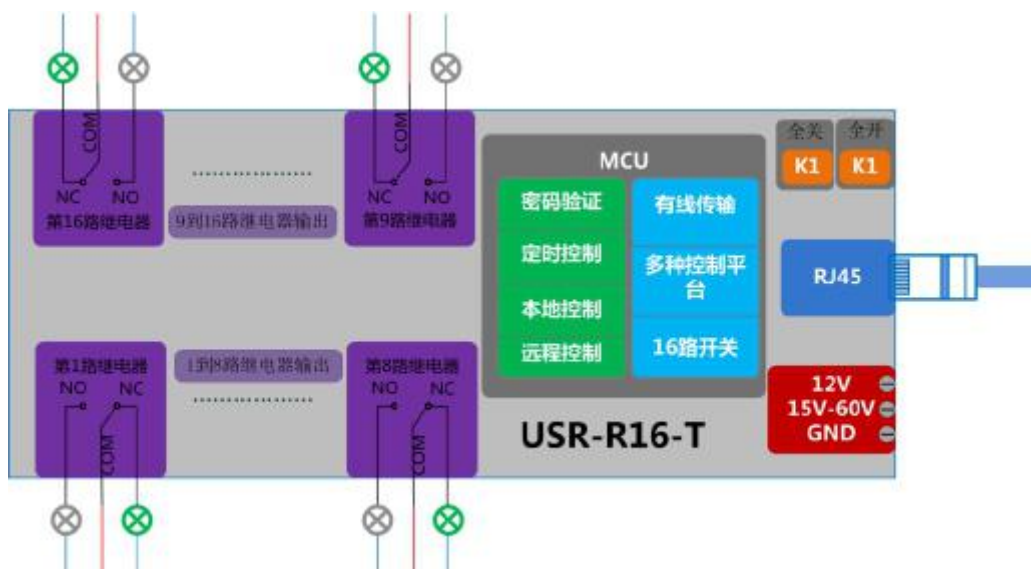 COM
NC
NO
第16路继电器
9到16路继电器输出
COM
NC
NO
第9路继电器
MCU
密码验证
定时控制
本地控制
远程控制
有线传输
多种控制平
台
16路开关
全关
全开
K1
K1
RJ45
12V
15V-60V
GND
第1路继电器
NO
NC
COM
1到8路继电器输出
第8路继电器
NO
NC
COM
USR-R16-T